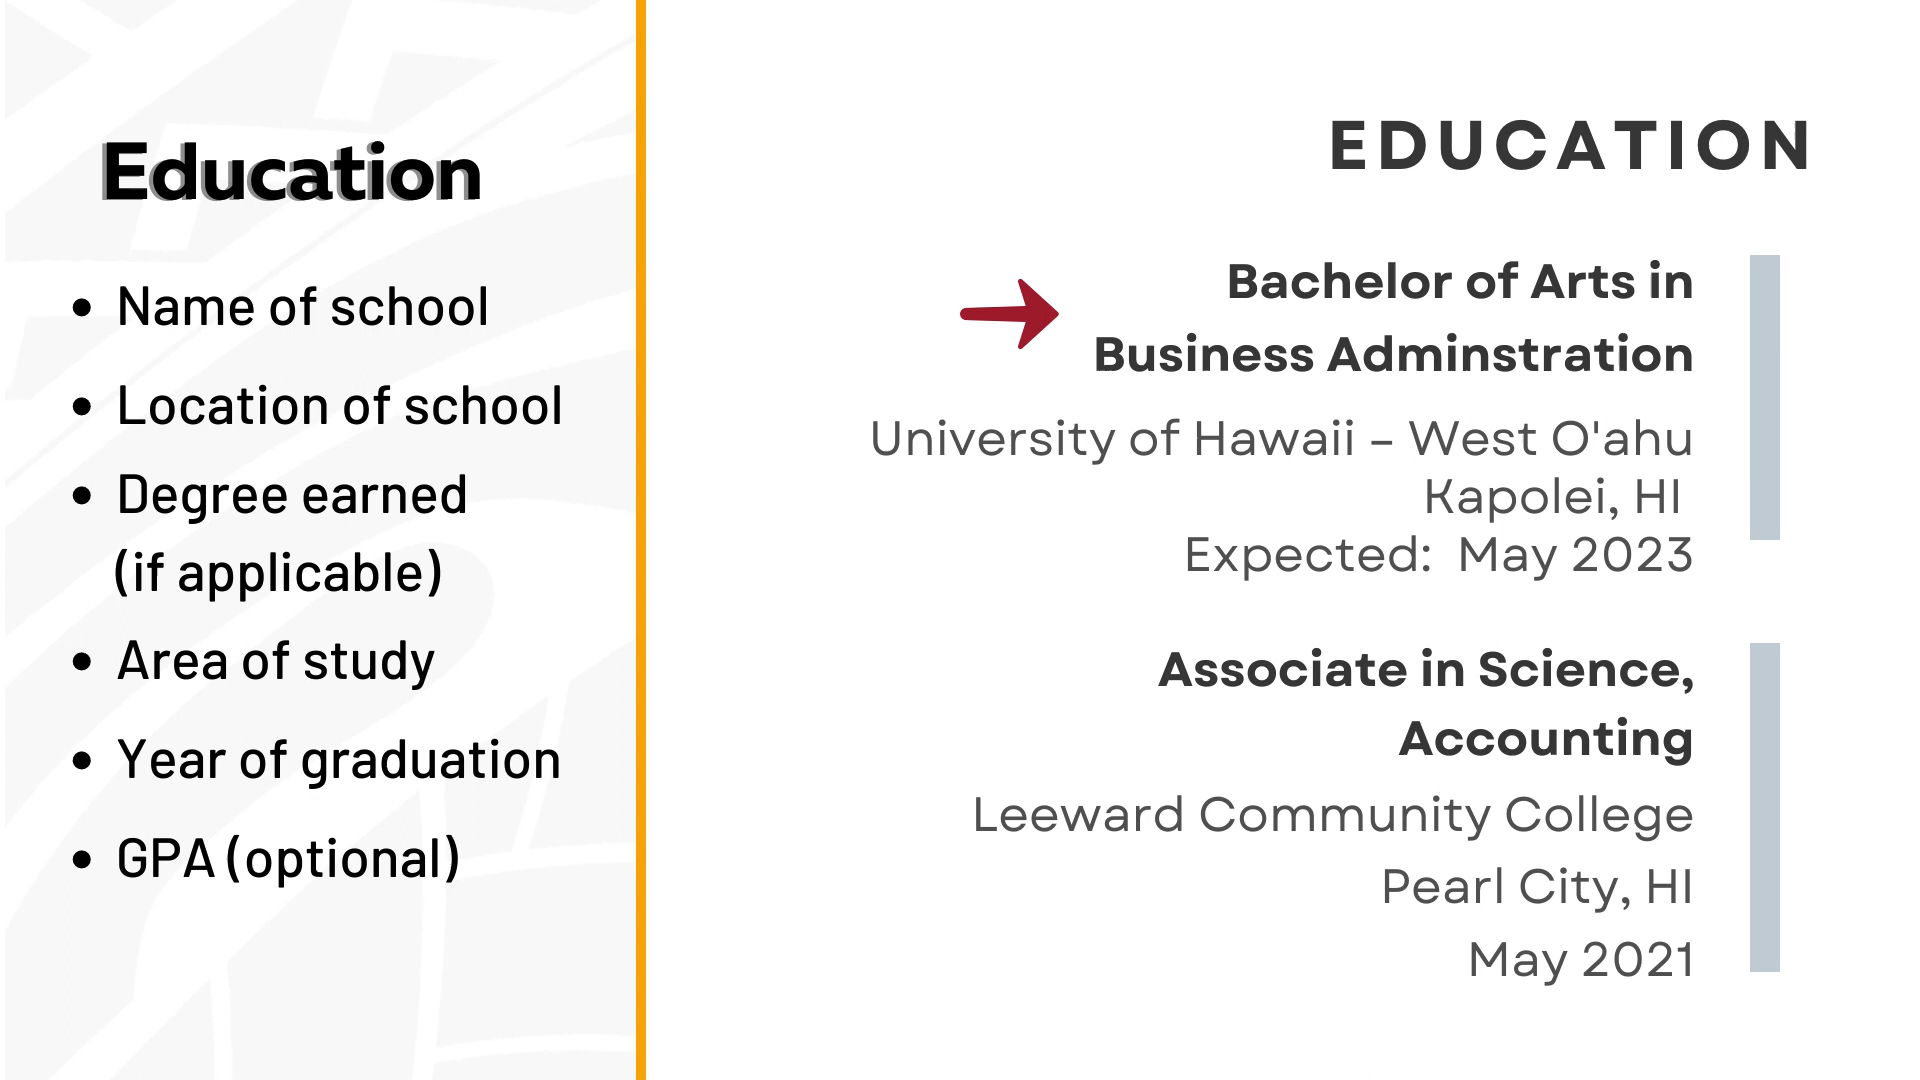 Education
• Name of school
• Location of school
• Degree earned
(if applicable)
• Area of study
• Year of graduation
• GPA (optional)
EDUCATION
Bachelor of Arts in
Business Adminstration
University of Hawaii – West O'ahu
Kapolei, HI
Expected:  May 2023
Associate in Science,
Accounting
Leeward Community College
Pearl City, HI
May 2021